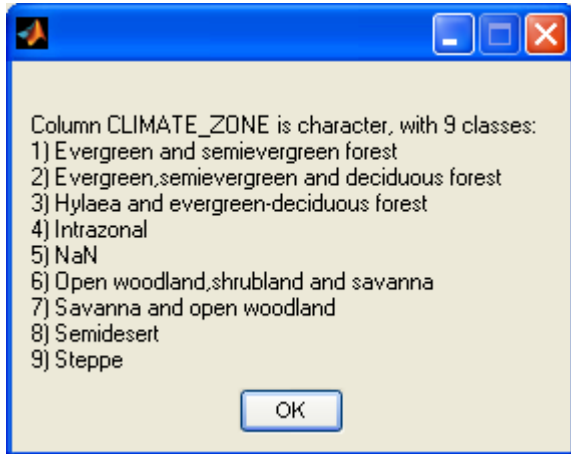 Column CLIMATE_ZONE is character, with 9 classes:
1) Evergreen and semievergreen forest
2) Evergreen,semievergreen and deciduous forest
3) Hylaea and evergreen-deciduous forest
4) Intrazonal
5) NaN
6) Open woodland,shrubland and savanna
7) Savanna and open woodland
8) Semidesert
9) Steppe
OK